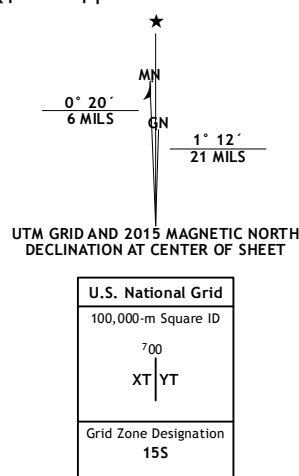 MN
0° 20´
6 MILS
GN
1° 12´
21 MILS
UTM GRID AND 2015 MAGNETIC NORTH
DECLINATION AT CENTER OF SHEET
U.S. National Grid
100,000-m Square ID
700
XT YT
Grid Zone Designation
15S